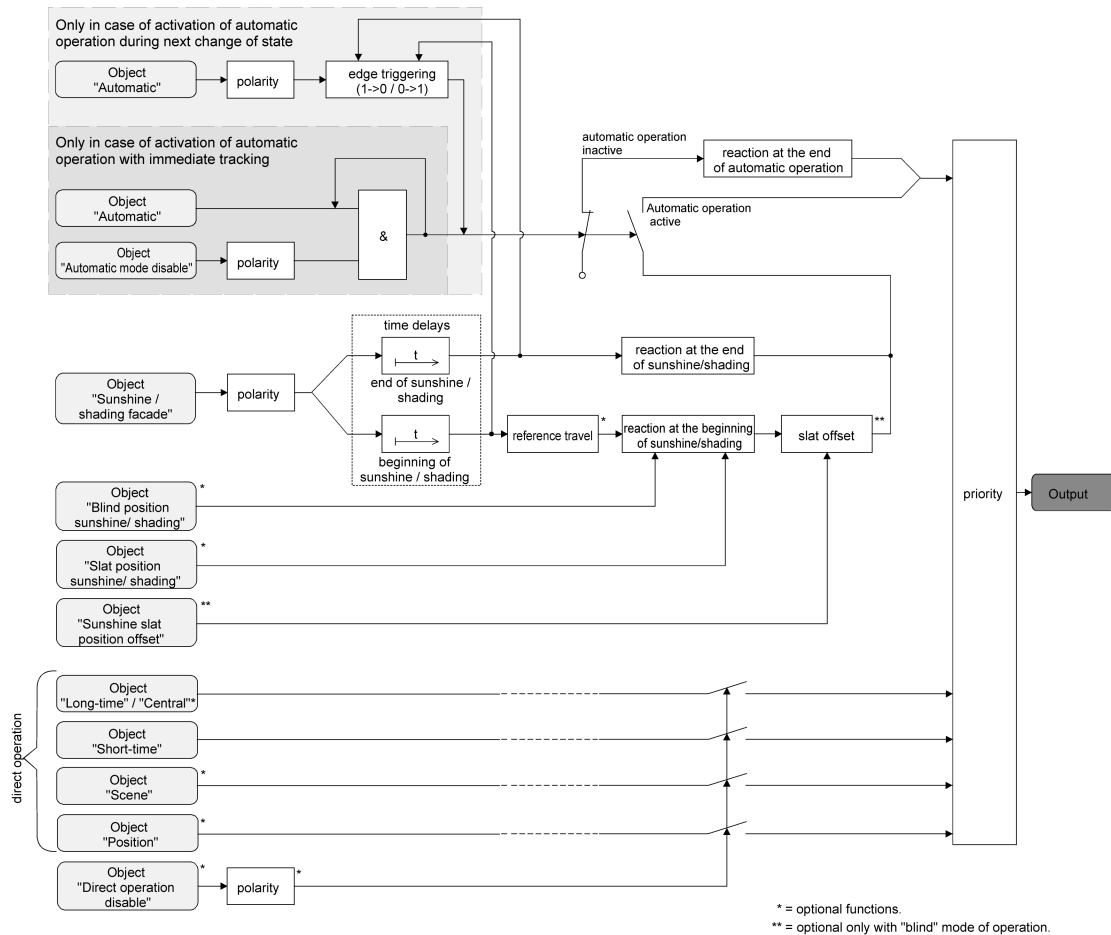 Only in case of activation of automatic
operation during next change of state
Object
"Automatic"
polarity
edge triggering
(1->0 / 0->1)
Only in case of activation of automatic
operation with immediate tracking
Object
"Automatic"
&
Object
"Automatic mode disable"
polarity
automatic operation
inactive
reaction at the end
of automatic operation
Automatic operation
active
time delays
t
end of sunshine /
shading
reaction at the end
of sunshine/shading
Object
"Sunshine /
shading facade"
polarity
t
beginning of
sunshine / shading
reference travel
*
reaction at the beginning
of sunshine/shading
slat offset
**
Object
"Blind position
sunshine/ shading"
*
priority
Output
Object
"Slat position
sunshine/ shading"
*
Object
"Sunshine slat
position offset"
**
direct operation
Object
"Long-time" / "Central"*
Object
"Short-time"
Object
"Scene"
*
Object
"Position"
*
Object
"Direct operation
disable"
*
polarity
*
* = optional functions.
** = optional only with "blind" mode of operation.